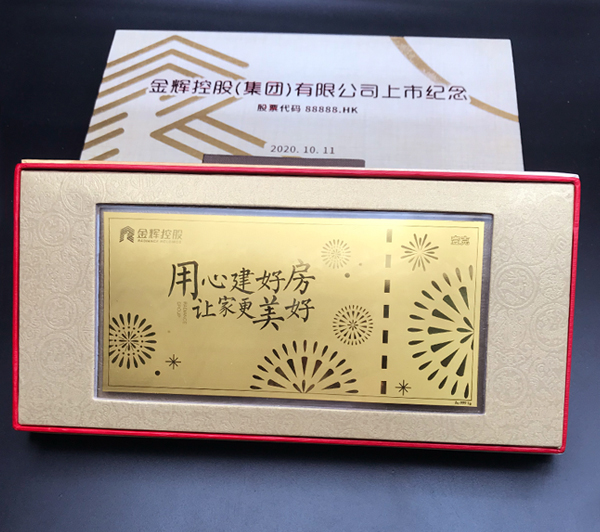 金辉控股(集团)有限公司上市纪念
股票代码 88888.HK
2020.10.11
金辉控股
用心建好房
让家更美好